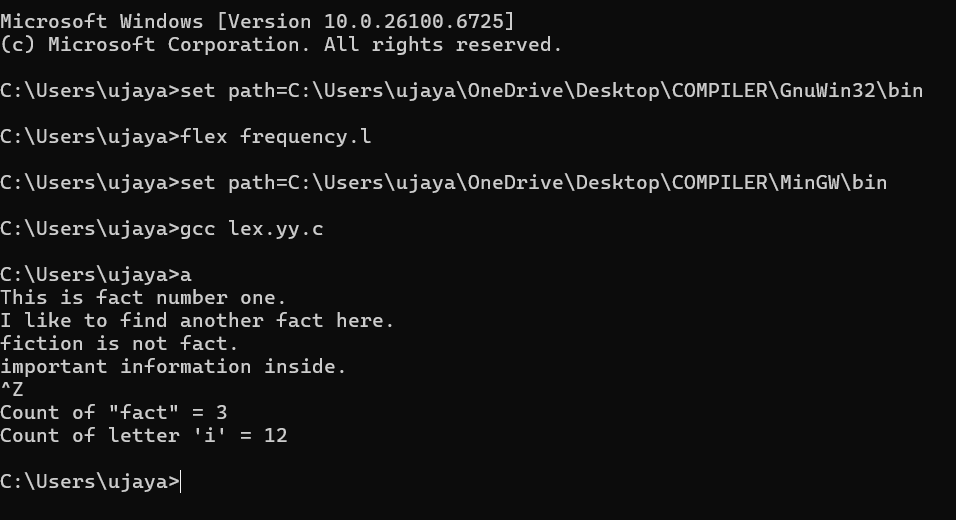 Microsoft Windows [Version 10.0.26100.6725]
(c) Microsoft Corporation. All rights reserved.
C:\Users\ujaya>set path=C:\Users\ujaya\OneDrive\Desktop\COMPILER\GnuWin32\bin
C:\Users\ujaya>flex frequency.l
C:\Users\ujaya>set path=C:\Users\ujaya\OneDrive\Desktop\COMPILER\MinGW\bin
C:\Users\ujaya>gcc lex.yy.c
C:\Users\ujaya>a
This is fact number one.
I like to find another fact here.
fiction is not fact.
important information inside.
^Z
Count of "fact" = 3
Count of letter 'i' = 12
C:\Users\ujaya>